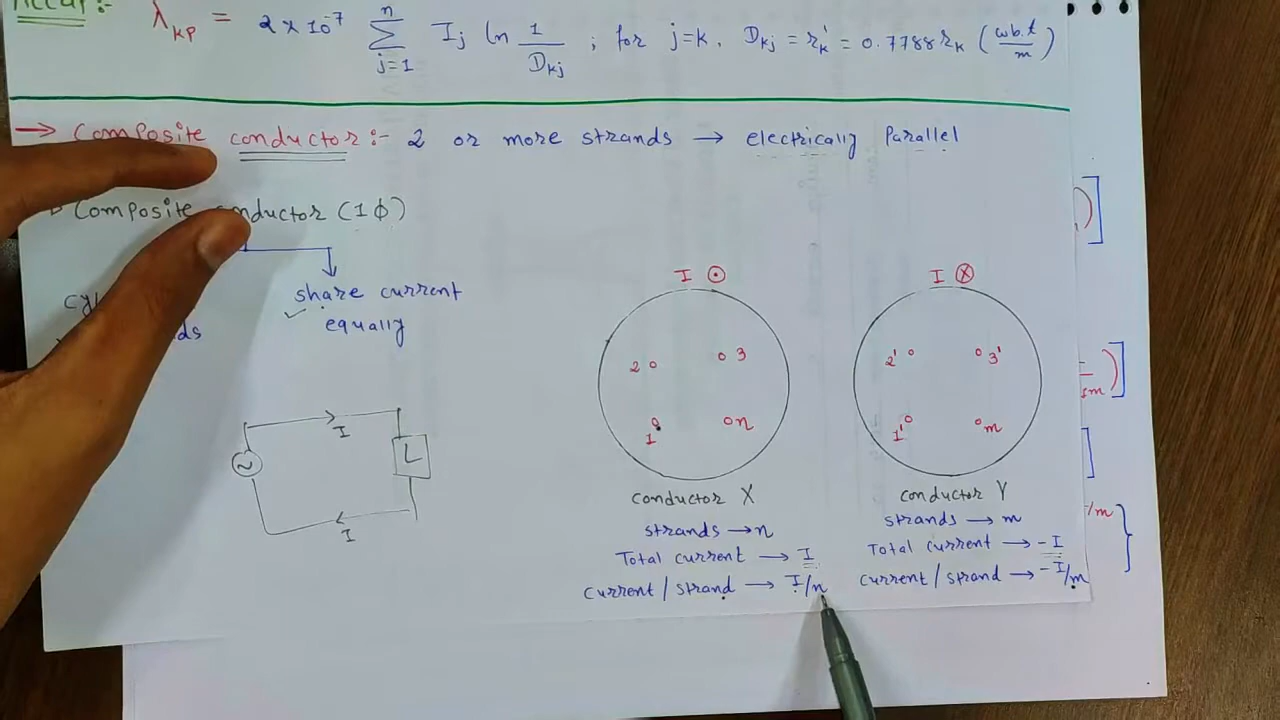 λkp = 2 × 10⁻⁷ Σ(j=1 to n) Ij ln 1/Dkj ; for j=k, Dkj = rk' = 0.7788 rk (wb.t/m)
→ Composite conductor:- 2 or more strands → electrically Parallel
Composite conductor (1ϕ)
share current
✓ equally
I
L
I
I ⊙
2 3
1 n
conductor X
strands → n
Total current → I
current / strand → I/n
I ⊗
2' 3'
1' m
conductor Y
strands → m
Total current → -I
current / strand → -I/m